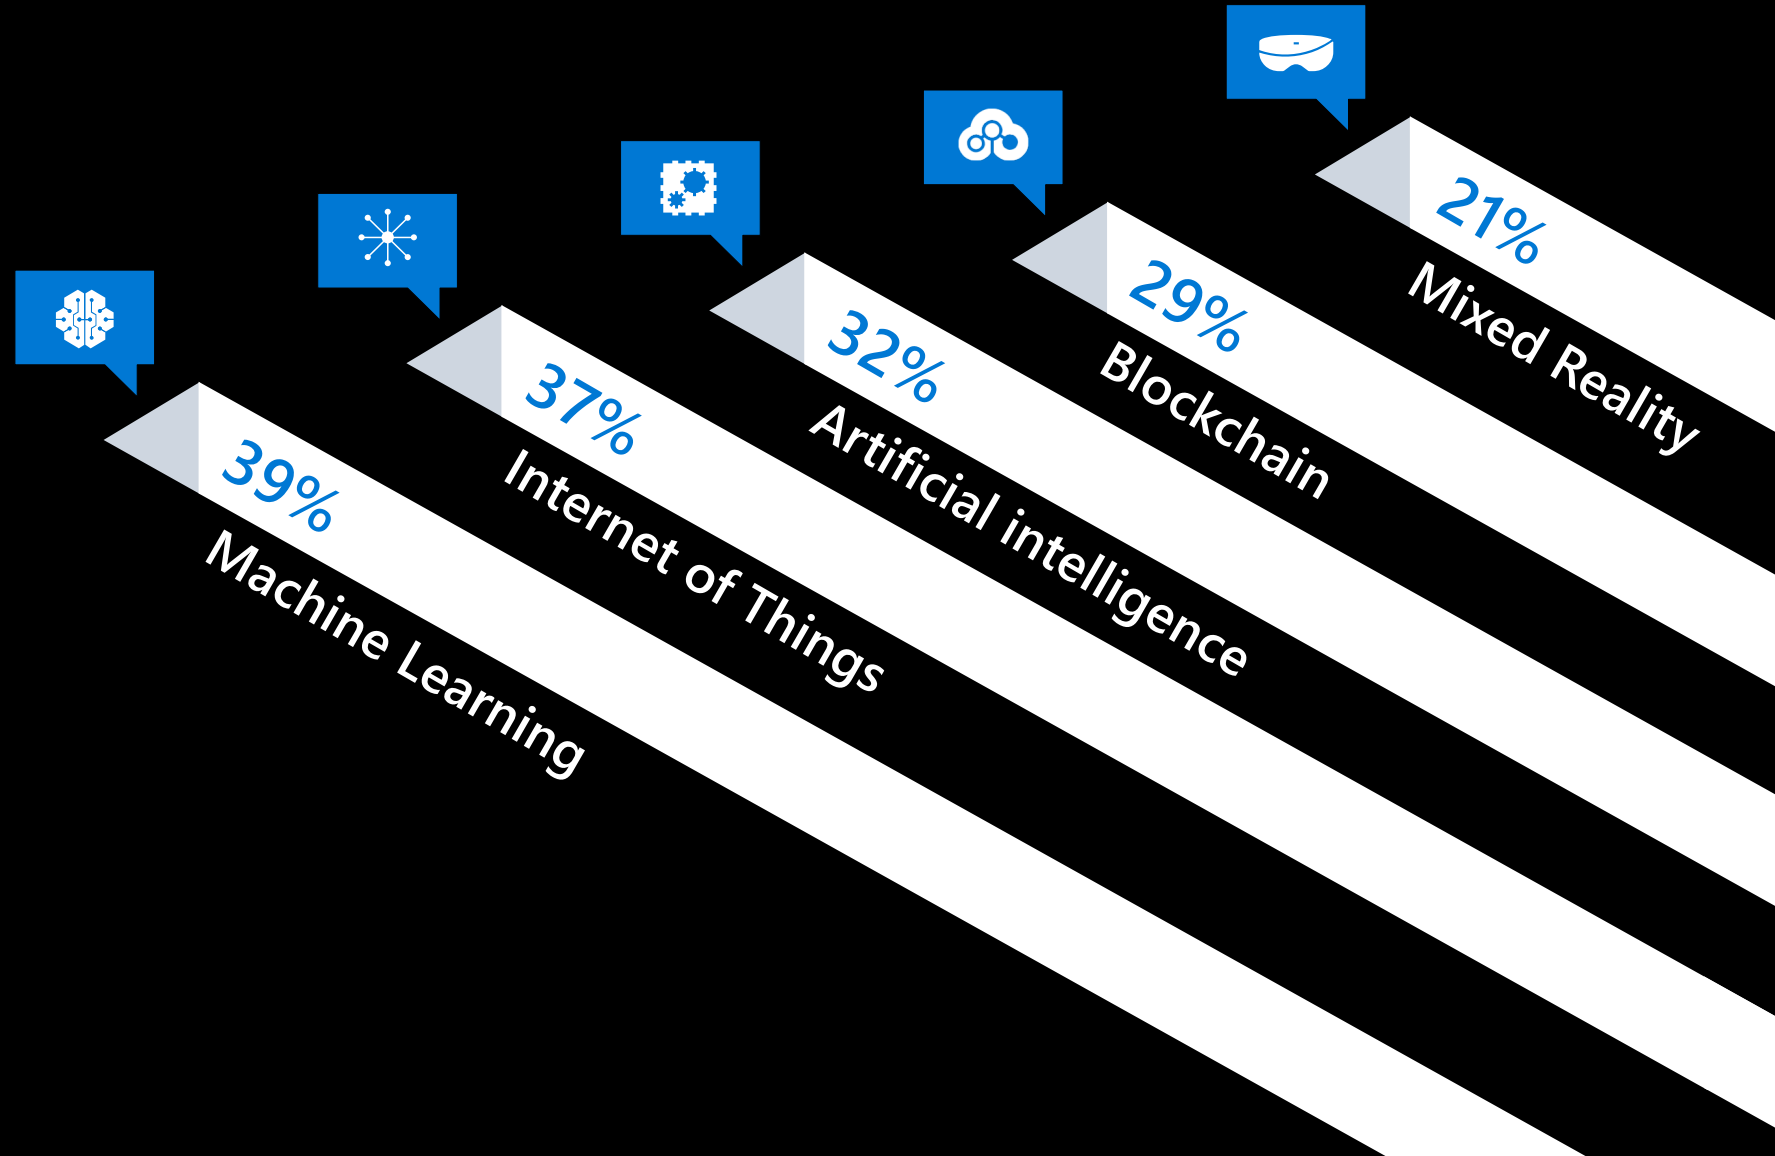 39%
Machine Learning
37%
Internet of Things
32%
Artificial intelligence
29%
Blockchain
21%
Mixed Reality